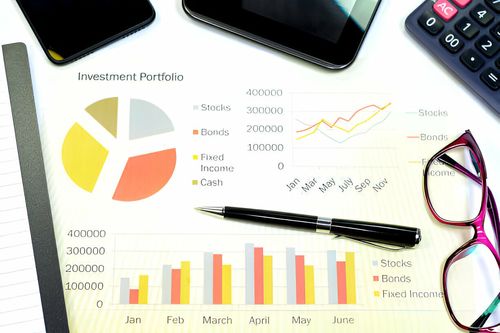 Investment Portfolio
Stocks
Bonds
Fixed
Income
Cash
400000
300000
200000
100000
0
Jan
Mar
May
July
Sep
Nov
Stocks
Bonds
Fixed
Income
400000
300000
200000
100000
0
Jan
Feb
March
April
May
June
Stocks
Bonds
Fixed Income
AC
0
00